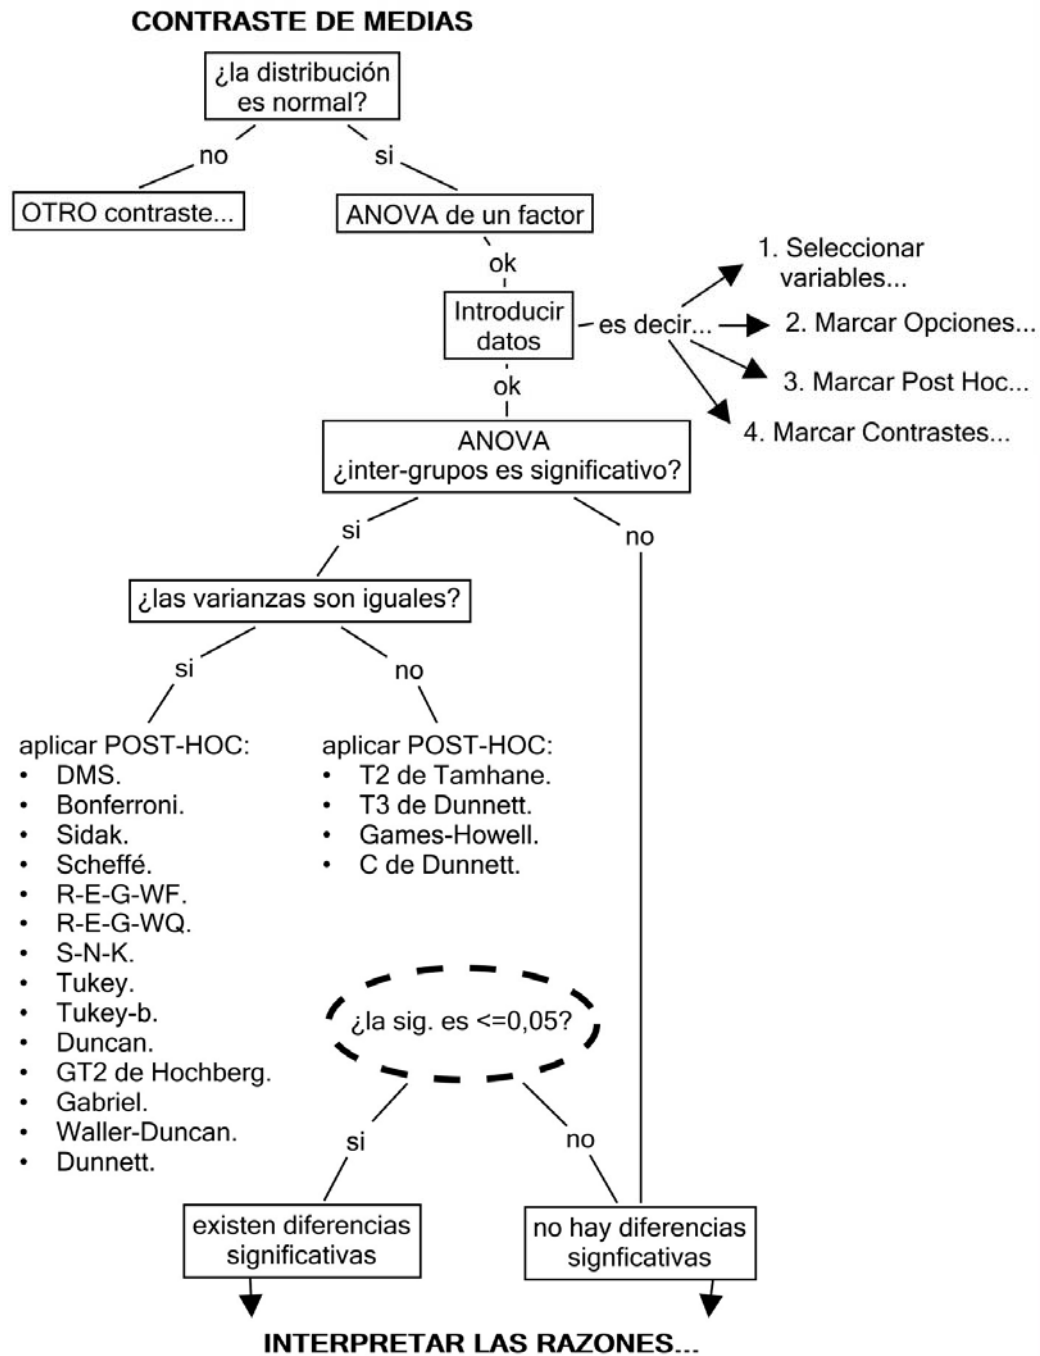 CONTRASTE DE MEDIAS
¿la distribución
es normal?
no
si
OTRO contraste...
ANOVA de un factor
ok
Introducir
datos
es decir...
1. Seleccionar
variables...
2. Marcar Opciones...
3. Marcar Post Hoc...
4. Marcar Contrastes...
ok
ANOVA
¿inter-grupos es significativo?
si
no
¿las varianzas son iguales?
si
no
aplicar POST-HOC:
• DMS.
• Bonferroni.
• Sidak.
• Scheffé.
• R-E-G-WF.
• R-E-G-WQ.
• S-N-K.
• Tukey.
• Tukey-b.
• Duncan.
• GT2 de Hochberg.
• Gabriel.
• Waller-Duncan.
• Dunnett.
aplicar POST-HOC:
• T2 de Tamhane.
• T3 de Dunnett.
• Games-Howell.
• C de Dunnett.
¿la sig. es <=0,05?
si
no
existen diferencias
significativas
no hay diferencias
signficativas
INTERPRETAR LAS RAZONES...